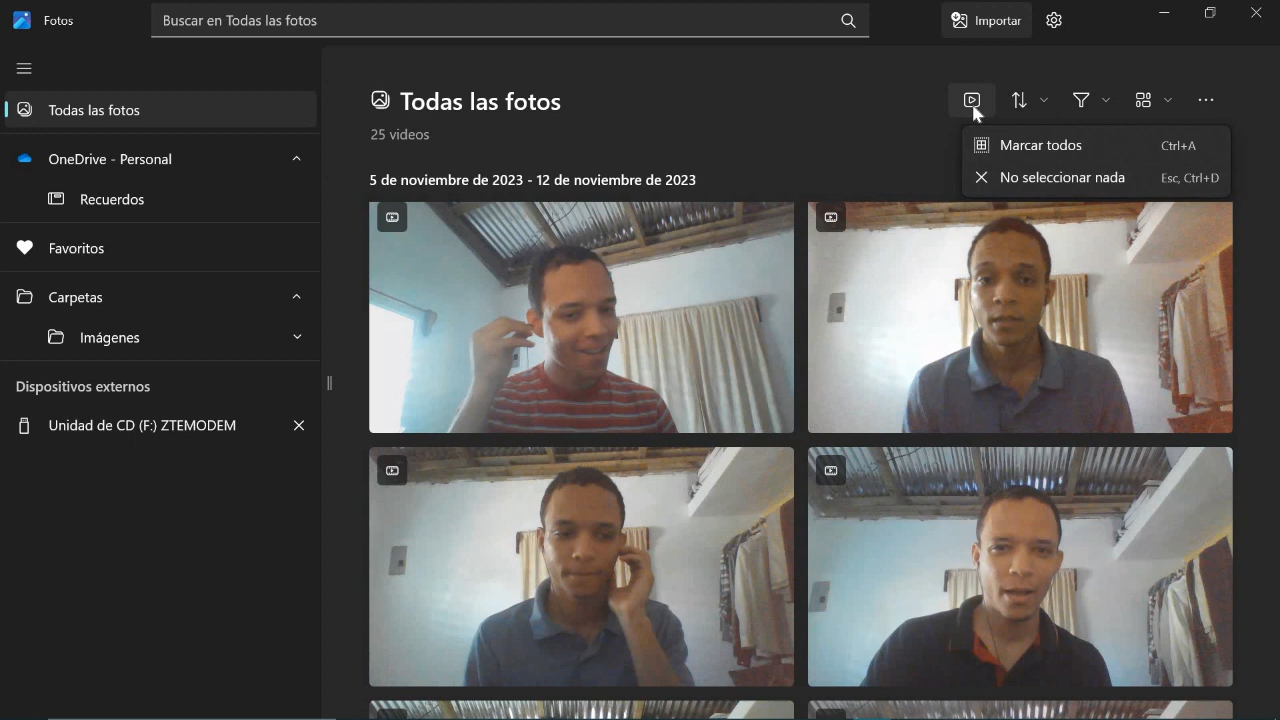 Fotos
Buscar en Todas las fotos
Importar
Todas las fotos
OneDrive - Personal
Recuerdos
Favoritos
Carpetas
Imágenes
Dispositivos externos
Unidad de CD (F:) ZTEMODEM
Todas las fotos
25 videos
Marcar todos Ctrl+A
No seleccionar nada Esc, Ctrl+D
5 de noviembre de 2023 - 12 de noviembre de 2023